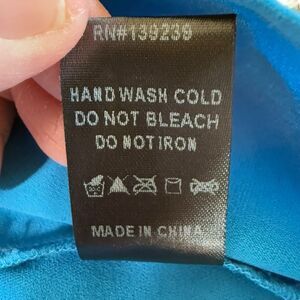 RN#139239
HAND WASH COLD
DO NOT BLEACH
DO NOT IRON
MADE IN CHINA